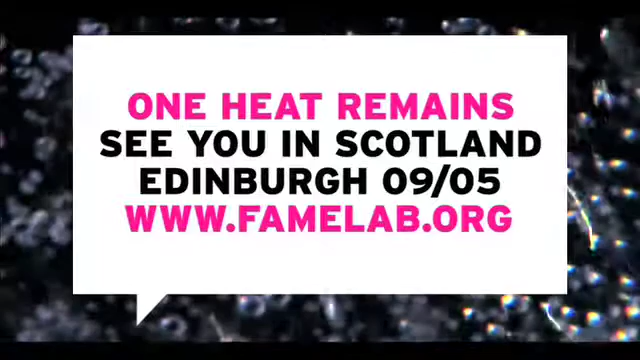 ONE HEAT REMAINS
SEE YOU IN SCOTLAND
EDINBURGH 09/05
WWW.FAMELAB.ORG